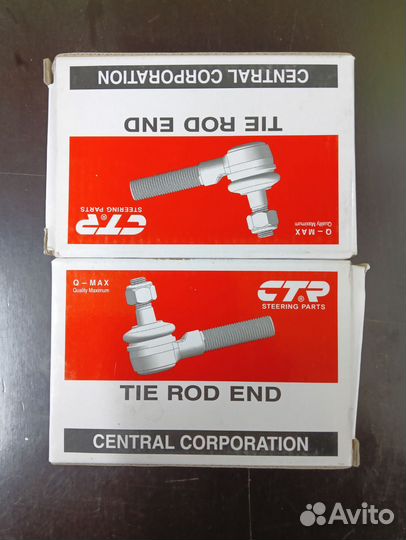 CENTRAL CORPORATION
TIE ROD END
CTR®
STEERING PARTS
Q-MAX
Quality Maximum
Q-MAX
Quality Maximum
CTR®
STEERING PARTS
TIE ROD END
CENTRAL CORPORATION
Avito